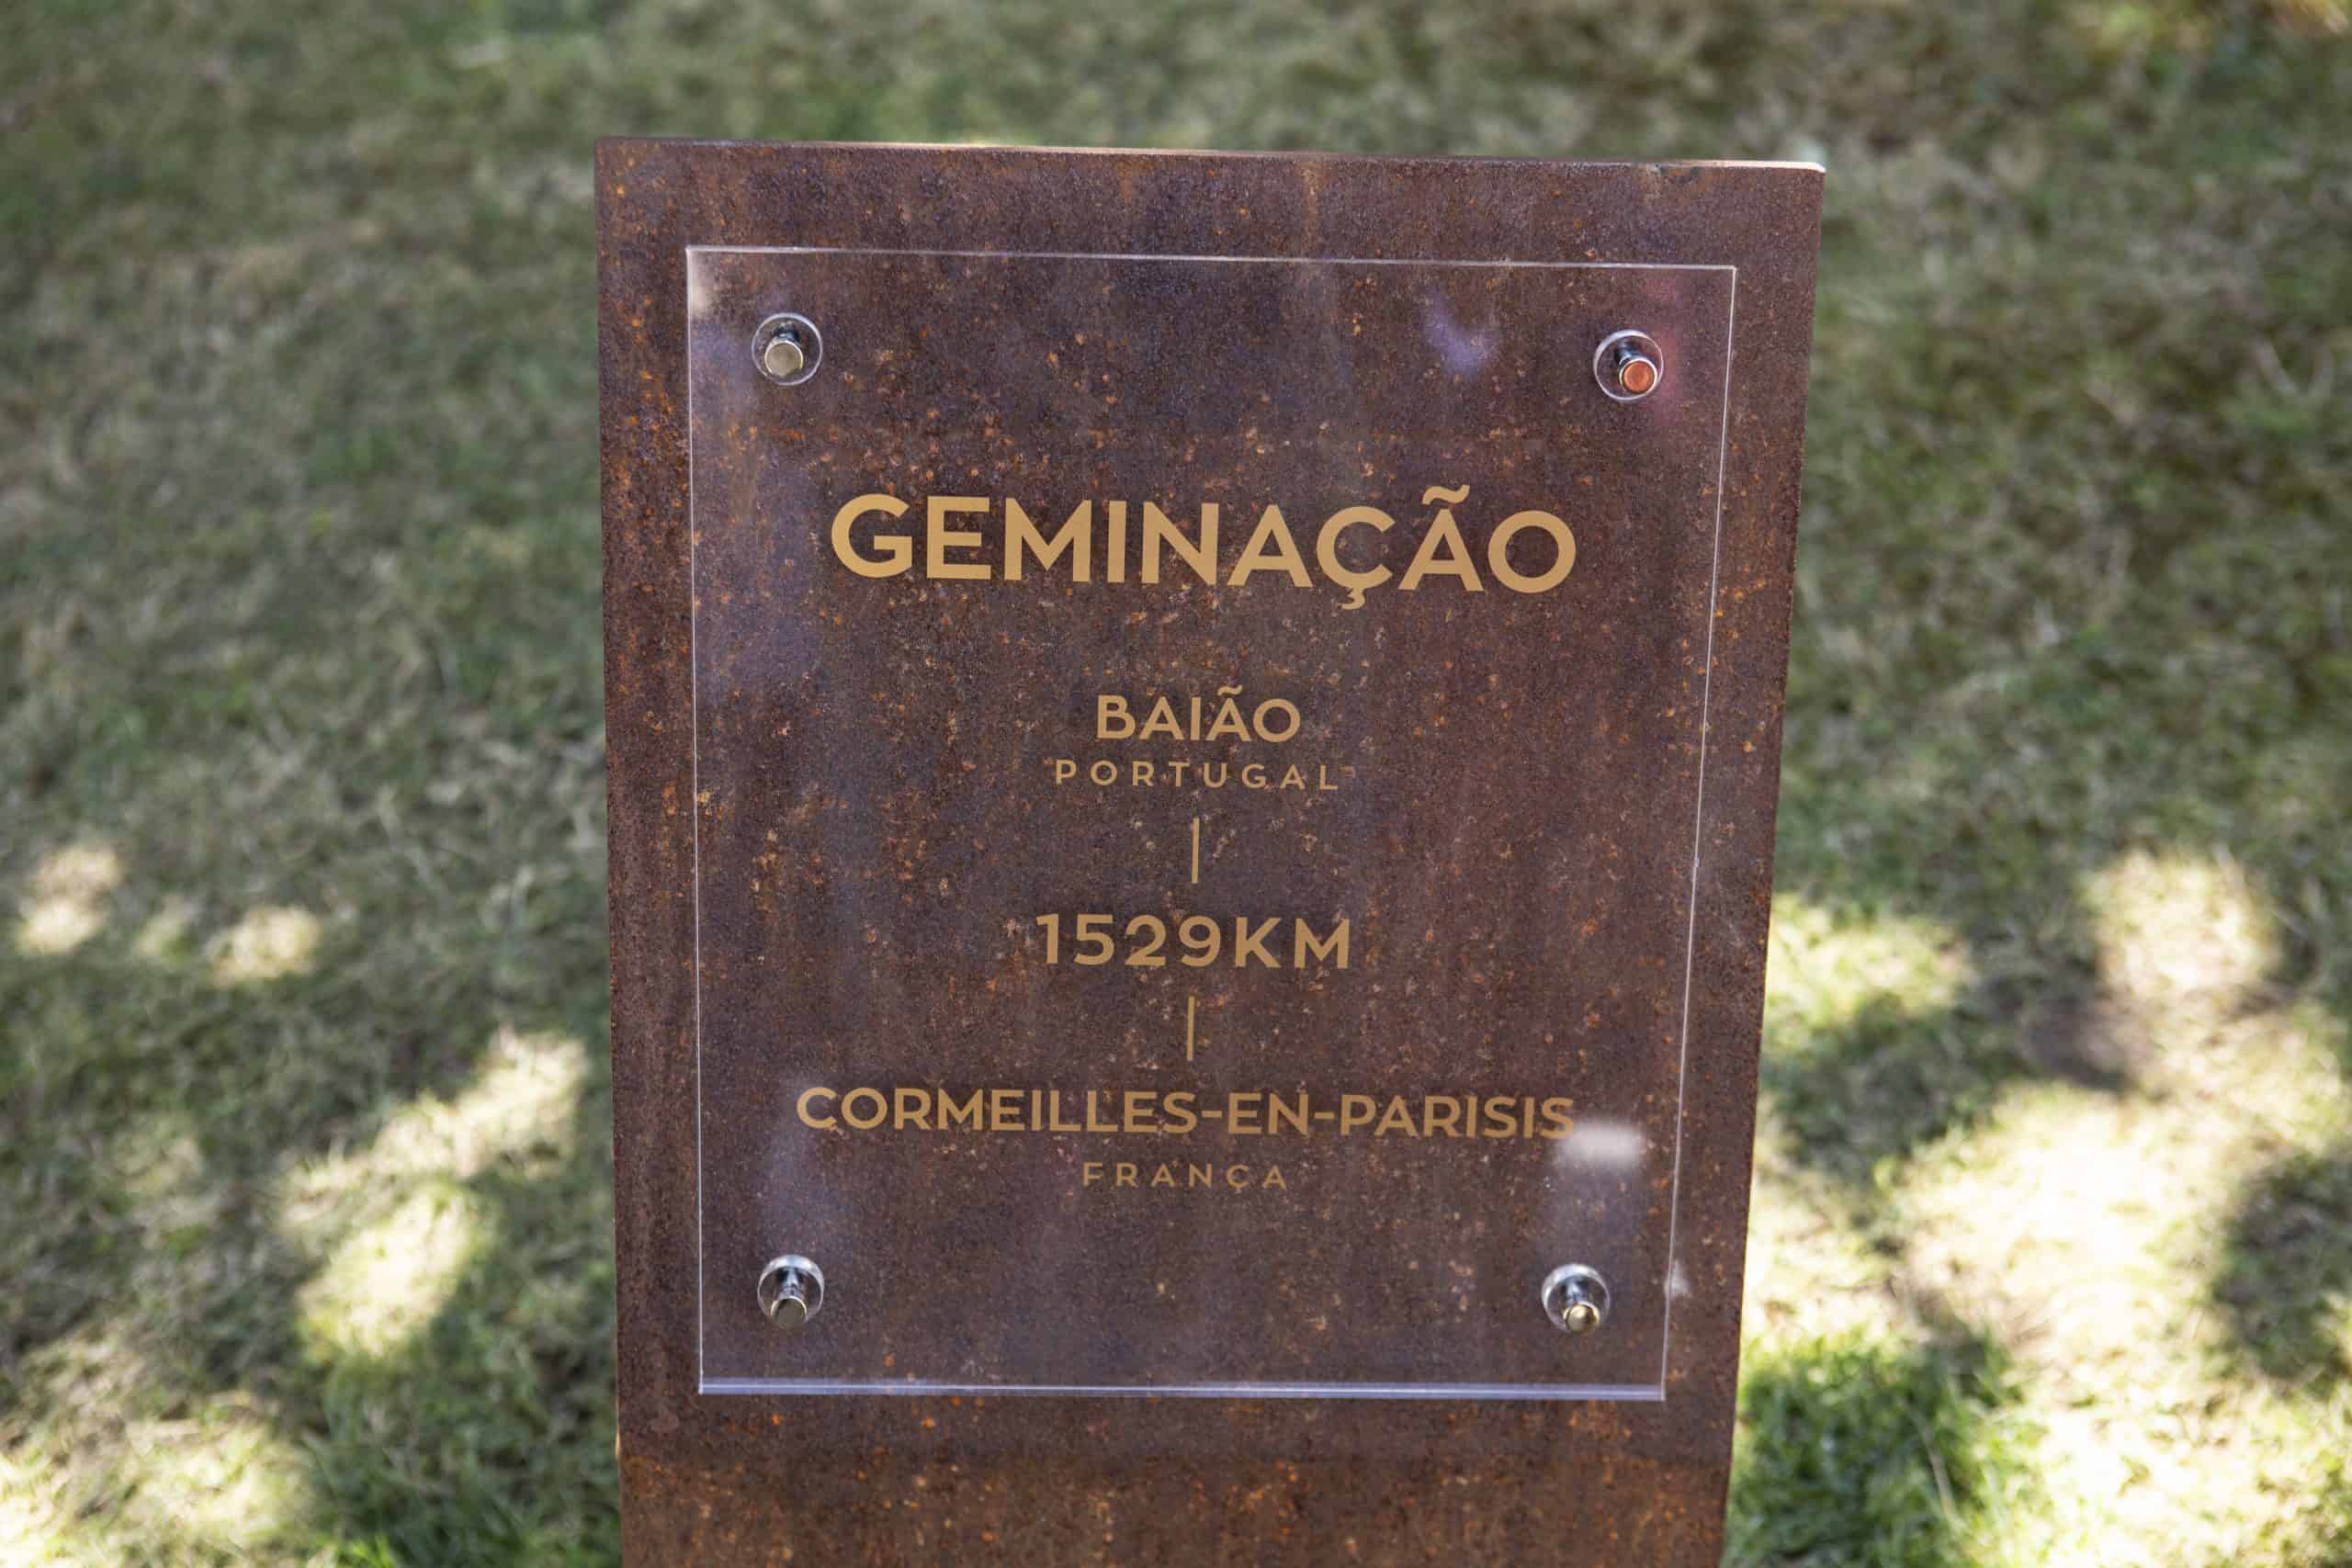 GEMINAÇÃO
BAIÃO
PORTUGAL
1529KM
CORMEILLES-EN-PARISIS
FRANÇA